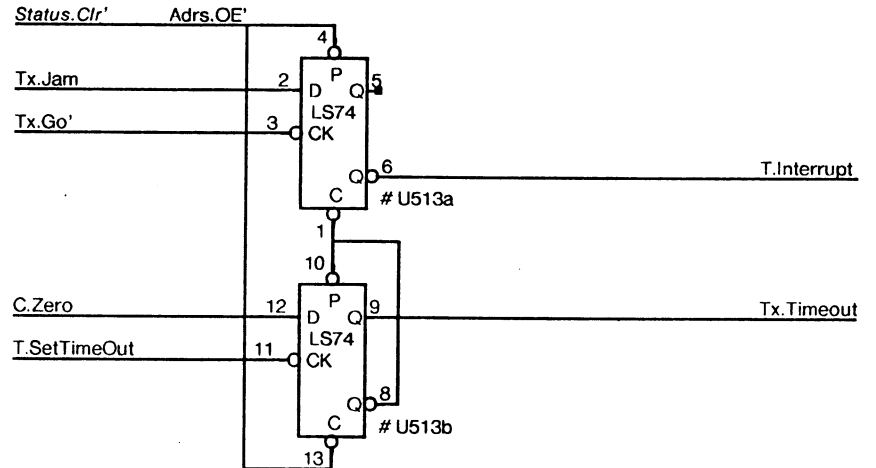 Status.Clr' Adrs.OE'
4
P
Tx.Jam 2 D Q 5
LS74
Tx.Go' 3 CK
Q 6 T.Interrupt
C # U513a
1
10
P
C.Zero 12 D Q 9 Tx.Timeout
LS74
T.SetTimeOut 11 CK
Q 8
C # U513b
13